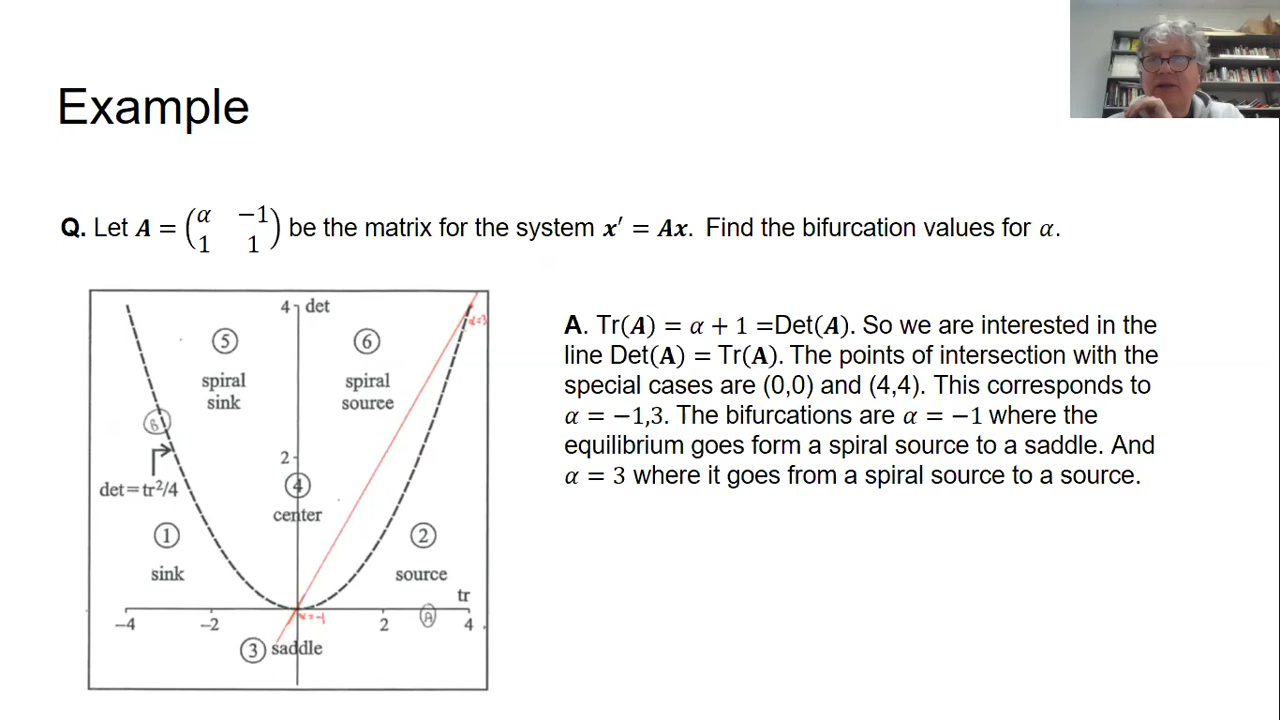 Example
Q. Let A = (α −1
1 1) be the matrix for the system x′ = Ax. Find the bifurcation values for α.
4 det
⑤ ⑥
spiral spiral
sink source
α=3
B
2
det=tr²/4
④
center
① ②
sink source
tr
−4 −2 2 4
α=-1
A
③ saddle
A. Tr(A) = α + 1 =Det(A). So we are interested in the
line Det(A) = Tr(A). The points of intersection with the
special cases are (0,0) and (4,4). This corresponds to
α = −1,3. The bifurcations are α = −1 where the
equilibrium goes form a spiral source to a saddle. And
α = 3 where it goes from a spiral source to a source.